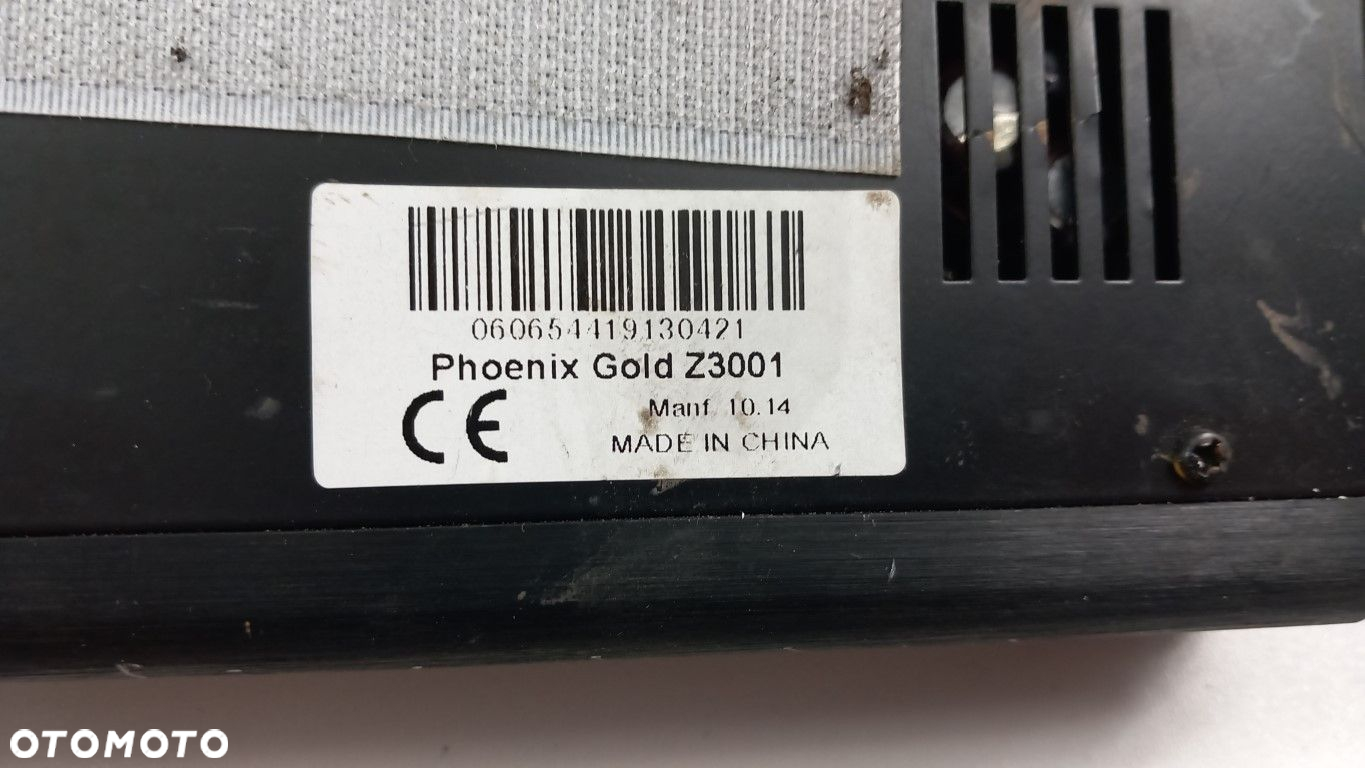 060654419130421
Phoenix Gold Z3001
CE
Manf. 10.14
MADE IN CHINA
OTOMOTO